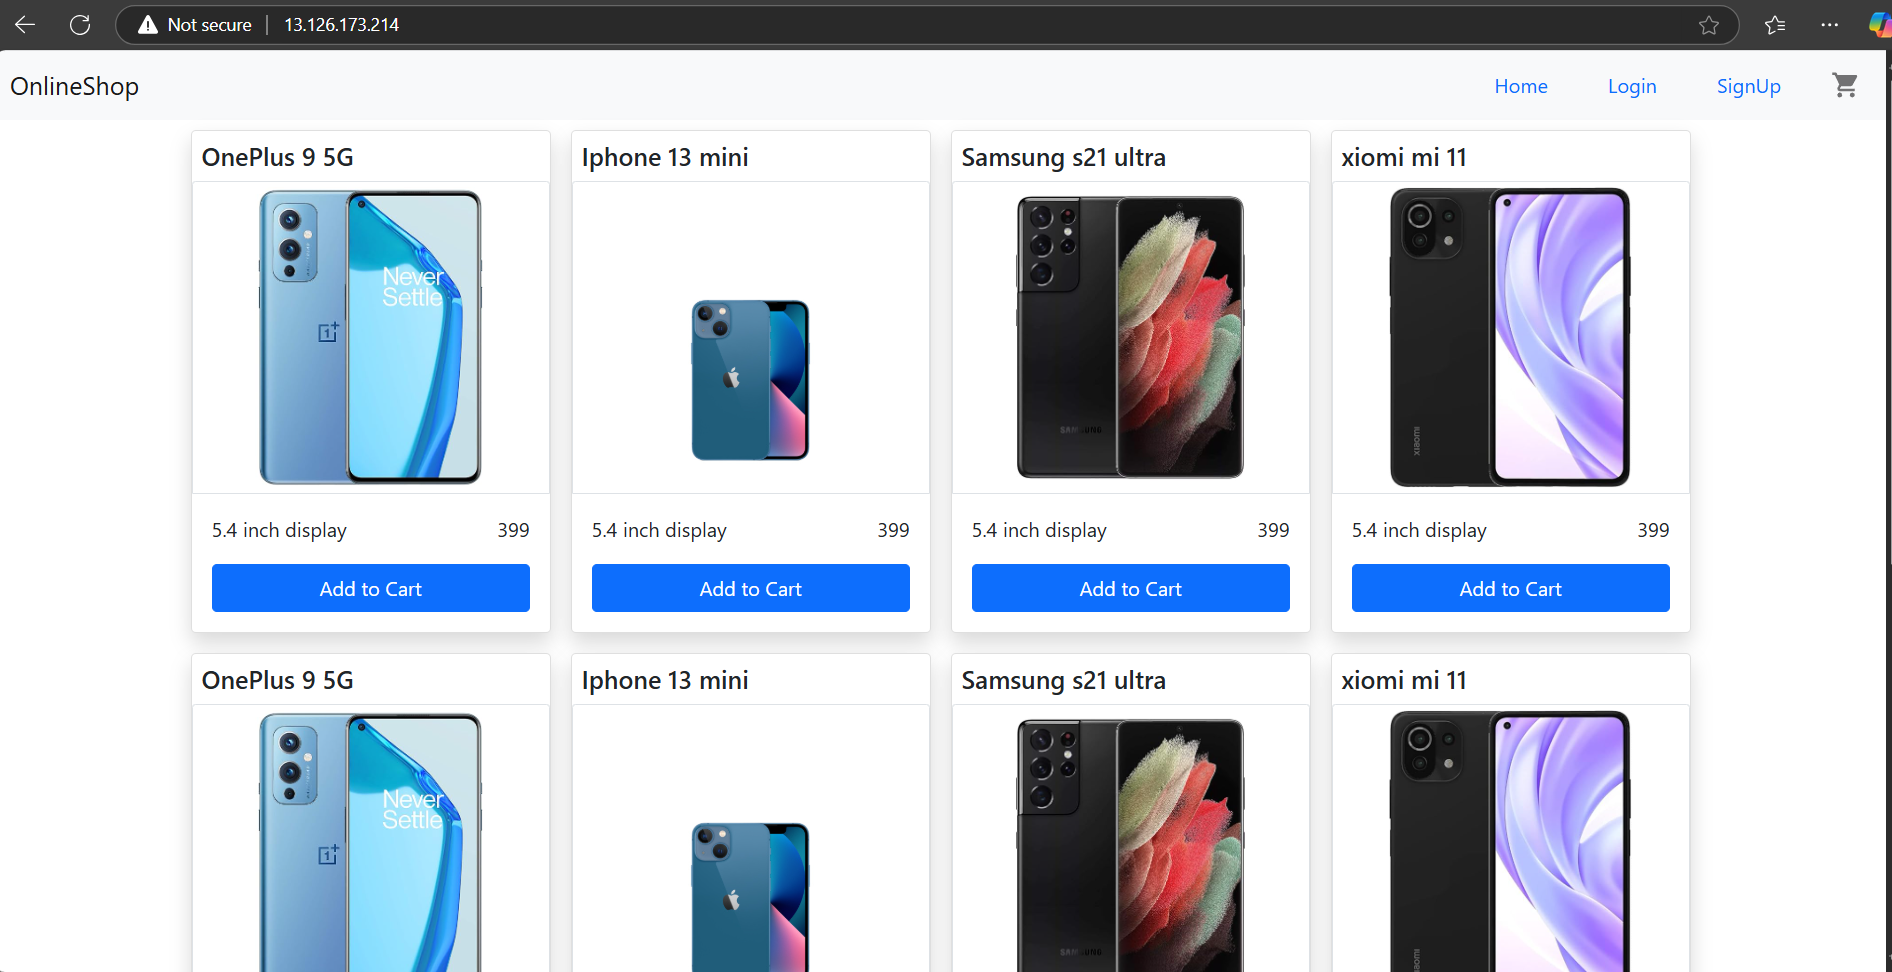 Not secure 13.126.173.214
OnlineShop
Home Login SignUp
OnePlus 9 5G Iphone 13 mini Samsung s21 ultra xiomi mi 11
Never
Settle
SAMSUNG
xiaomi
5.4 inch display 399 5.4 inch display 399 5.4 inch display 399 5.4 inch display 399
Add to Cart Add to Cart Add to Cart Add to Cart
OnePlus 9 5G Iphone 13 mini Samsung s21 ultra xiomi mi 11
Never
Settle
SAMSUNG
xiaomi